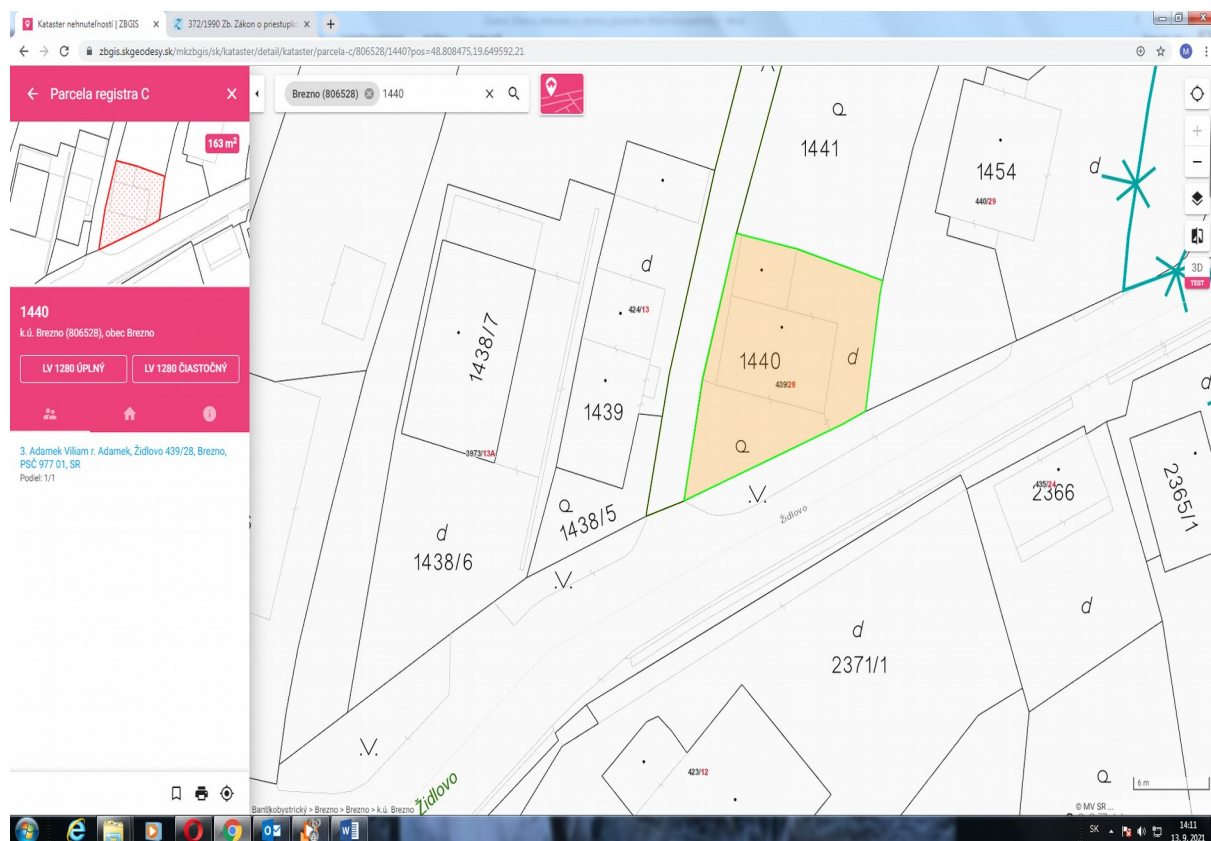 Kataster nehnuteľností | ZBGIS
372/1990 Zb. Zákon o priestupk
zbgis.skgeodesy.sk/mkzbgis/sk/kataster/detail/kataster/parcela-c/806528/1440?pos=48.808475,19.649592,21
M
Parcela registra C
Brezno (806528) 1440
163 m²
1440
k.ú. Brezno (806528), obec Brezno
LV 1280 ÚPLNÝ
LV 1280 ČIASTOČNÝ
3. Adamek Viliam r. Adamek, Židlovo 439/28, Brezno,
PSČ 977 01, SR
Podiel: 1/1
1441
1454
440/29
d
3D
TEST
d
424/13
1438/7
1440
d
439/28
1439
3973/13A
1438/5
.V.
Židlovo
435/24
2366
2365/1
d
d
1438/6
.V.
d
d
2371/1
.V.
423/12
Židlovo
6 m
Banskobystrický > Brezno > Brezno > k.ú. Brezno
© MV SR ...
SK
14:11
13. 9. 2021